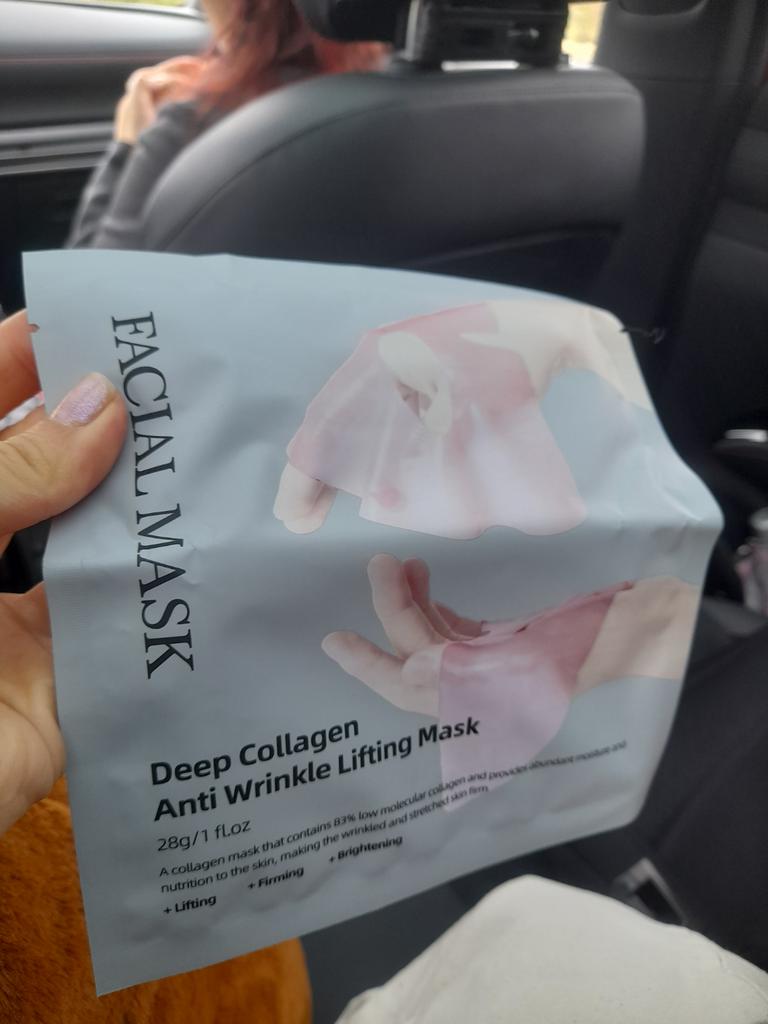 FACIAL MASK
Deep Collagen
Anti Wrinkle Lifting Mask
28g/1 fl.oz
A collagen mask that contains 83% low molecular collagen and provides abundant moisture and
nutrition to the skin, making the wrinkled and stretched skin firm.
+ Lifting + Firming + Brightening